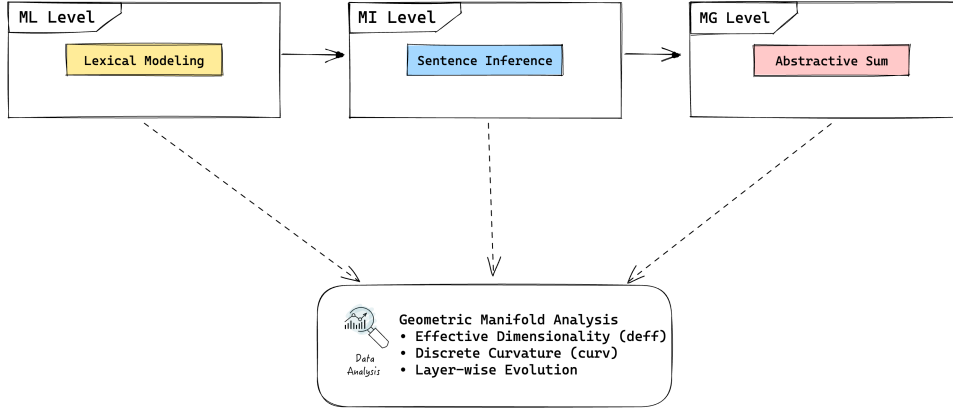 ML Level
Lexical Modeling
MI Level
Sentence Inference
MG Level
Abstractive Sum
Data
Analysis
Geometric Manifold Analysis
• Effective Dimensionality (deff)
• Discrete Curvature (curv)
• Layer-wise Evolution